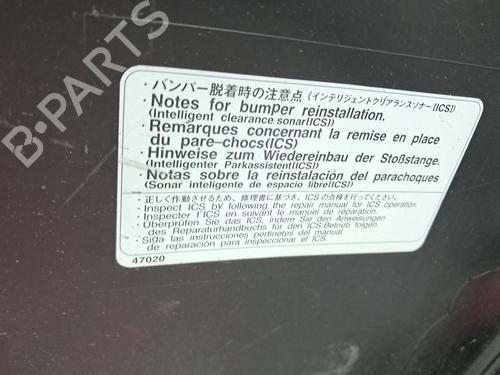 B-PARTS
・バンパー脱着時の注意点(インテリジェントクリアランスソナー[ICS])
・Notes for bumper reinstallation.
(Intelligent clearance sonar[ICS])
・Remarques concernant la remise en place
du pare-chocs[ICS]
・Hinweise zum Wiedereinbau der Stoßstange.
(Intelligenter Parkassistent[ICS])
・Notas sobre la reinstalación del parachoques
(Sonar inteligente de espacio libre[ICS])
・正しく作動させるため、修理書に基づき、ICSの点検を行ってください。
・Inspect ICS by following the repair manual for ICS operation.
・Inspecter l'ICS en suivant le manuel de réparation.
・Überprüfen Sie das ICS, indem Sie den Anweisungen
des Reparaturhandbuchs für den ICS-Betrieb folgen.
・Siga las instrucciones pertinetes del manual
de reparación para inspeccionar el ICS.
47020